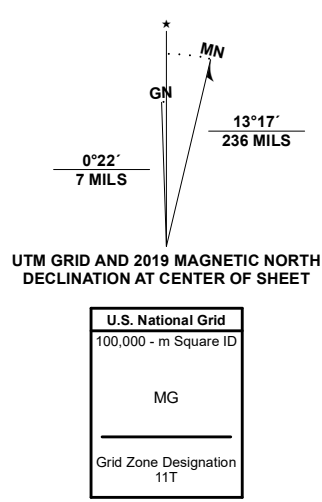 ★
MN
GN
13°17´
236 MILS
0°22´
7 MILS
UTM GRID AND 2019 MAGNETIC NORTH
DECLINATION AT CENTER OF SHEET
U.S. National Grid
100,000 - m Square ID
MG
Grid Zone Designation
11T